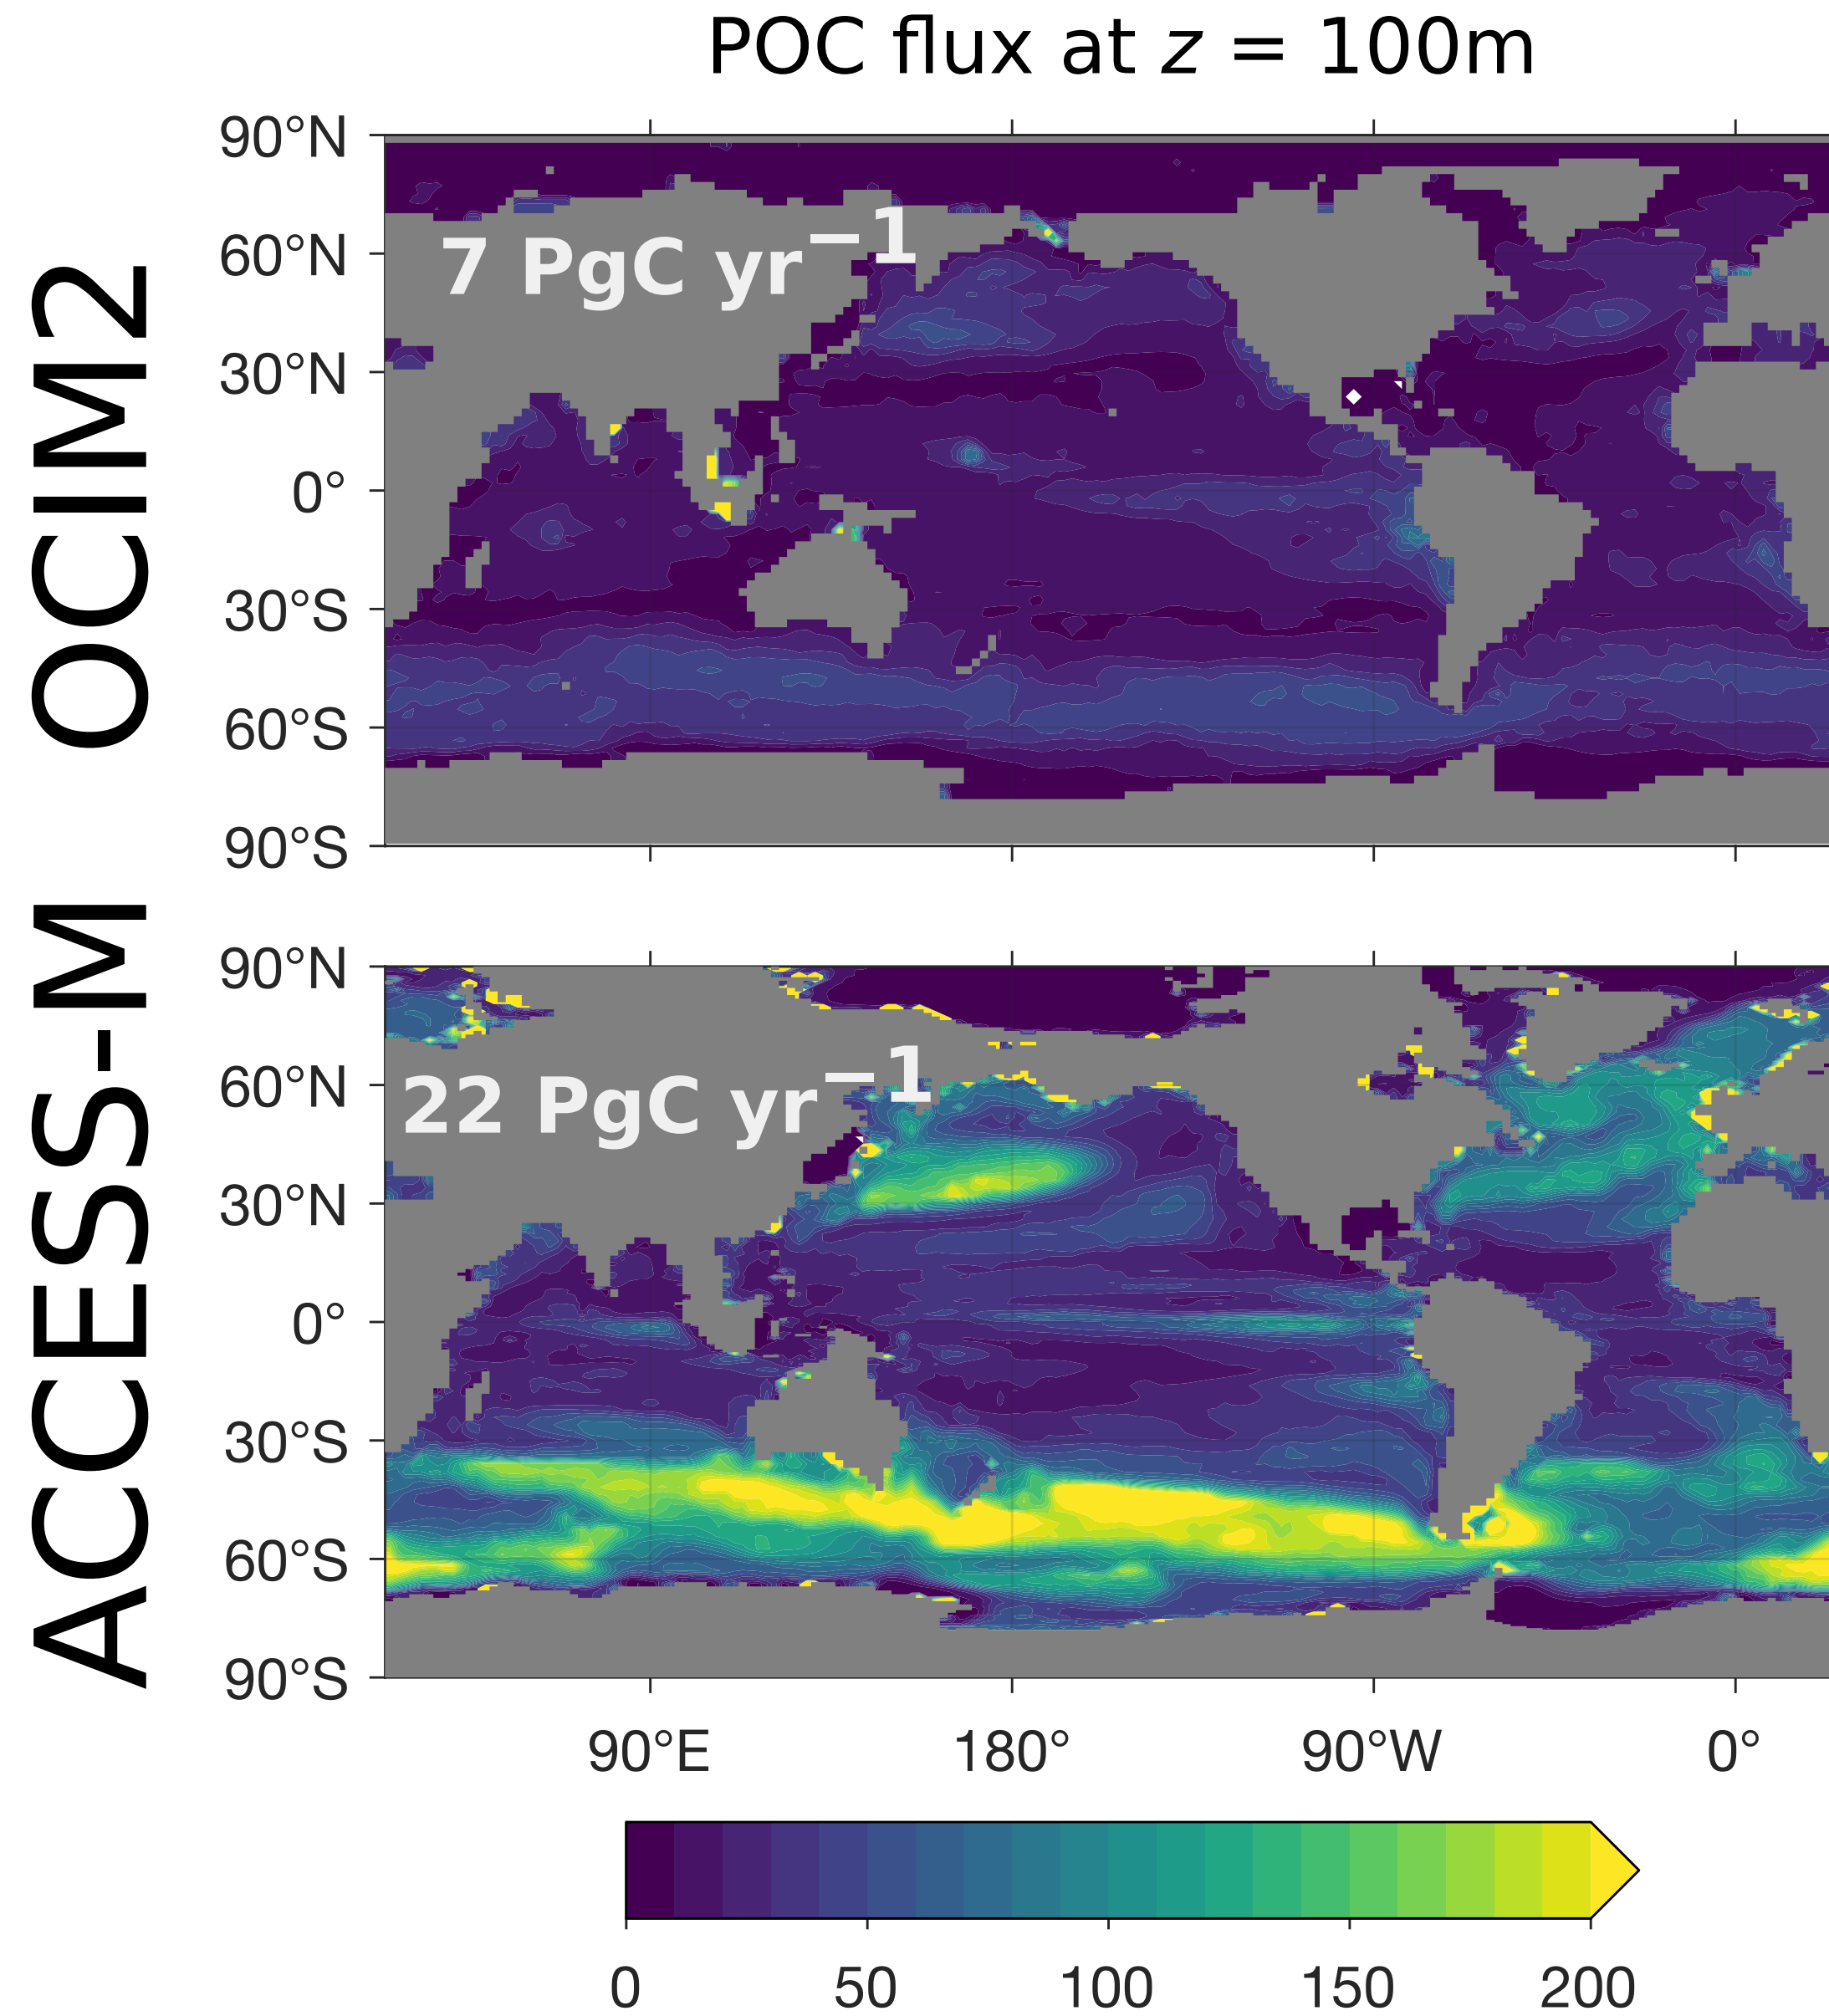 POC flux at z = 100m
OCIM2
90°N
60°N
30°N
0°
30°S
60°S
90°S
7 PgC yr⁻¹
ACCESS-M
90°N
60°N
30°N
0°
30°S
60°S
90°S
22 PgC yr⁻¹
90°E 180° 90°W 0°
0 50 100 150 200